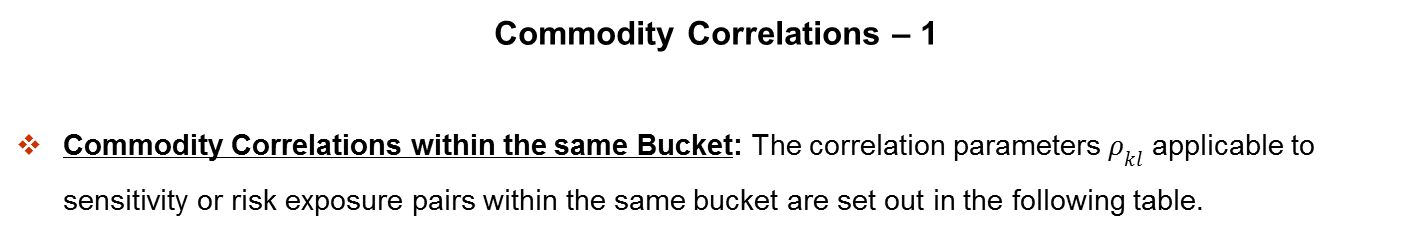 Commodity Correlations – 1
❖ Commodity Correlations within the same Bucket: The correlation parameters ρ_kl applicable to
sensitivity or risk exposure pairs within the same bucket are set out in the following table.